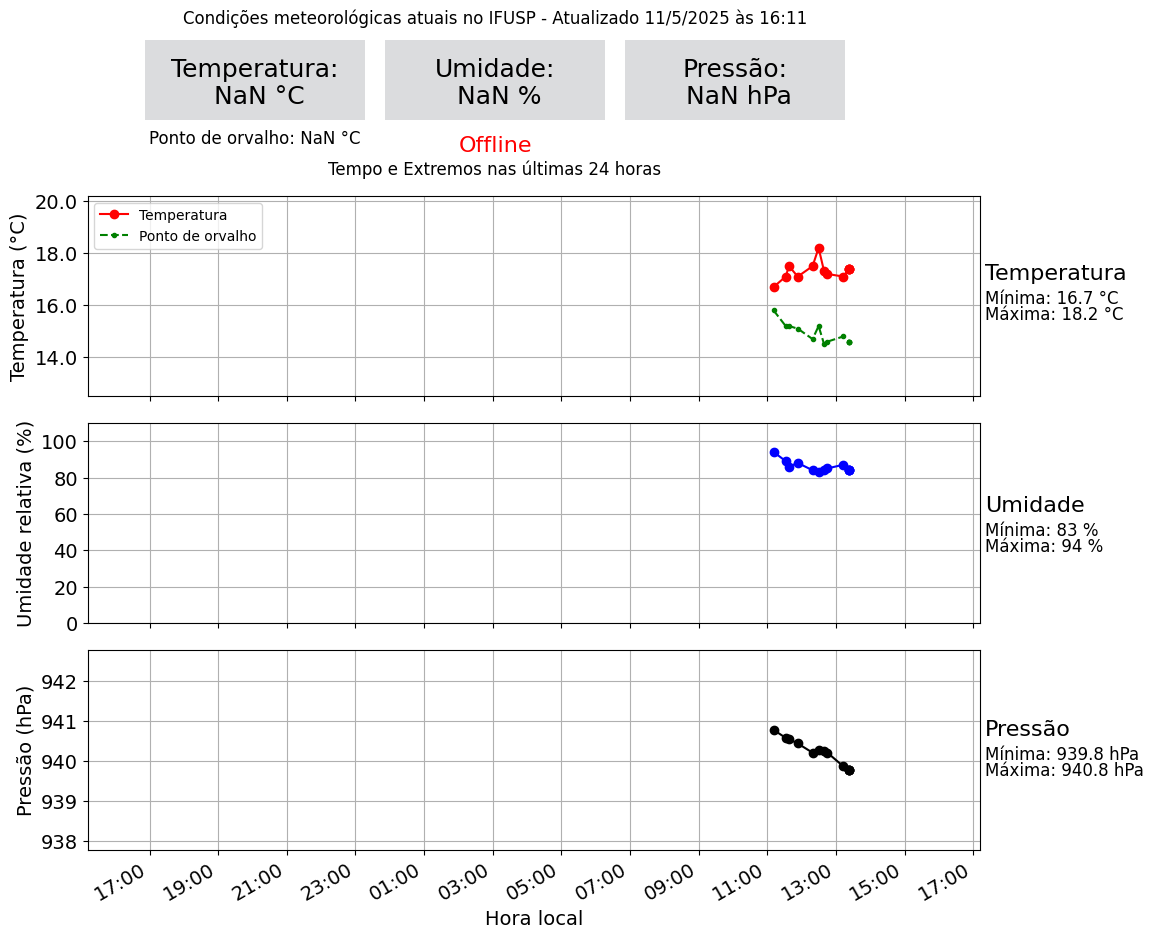 Condições meteorológicas atuais no IFUSP - Atualizado 11/5/2025 às 16:11
Temperatura:
NaN °C
Umidade:
NaN %
Pressão:
NaN hPa
Ponto de orvalho: NaN °C
Offline
Tempo e Extremos nas últimas 24 horas
Temperatura (°C)
20.0
18.0
16.0
14.0
Temperatura
Ponto de orvalho
Temperatura
Mínima: 16.7 °C
Máxima: 18.2 °C
Umidade relativa (%)
100
80
60
40
20
0
Umidade
Mínima: 83 %
Máxima: 94 %
Pressão (hPa)
942
941
940
939
938
Pressão
Mínima: 939.8 hPa
Máxima: 940.8 hPa
17:00 19:00 21:00 23:00 01:00 03:00 05:00 07:00 09:00 11:00 13:00 15:00 17:00
Hora local